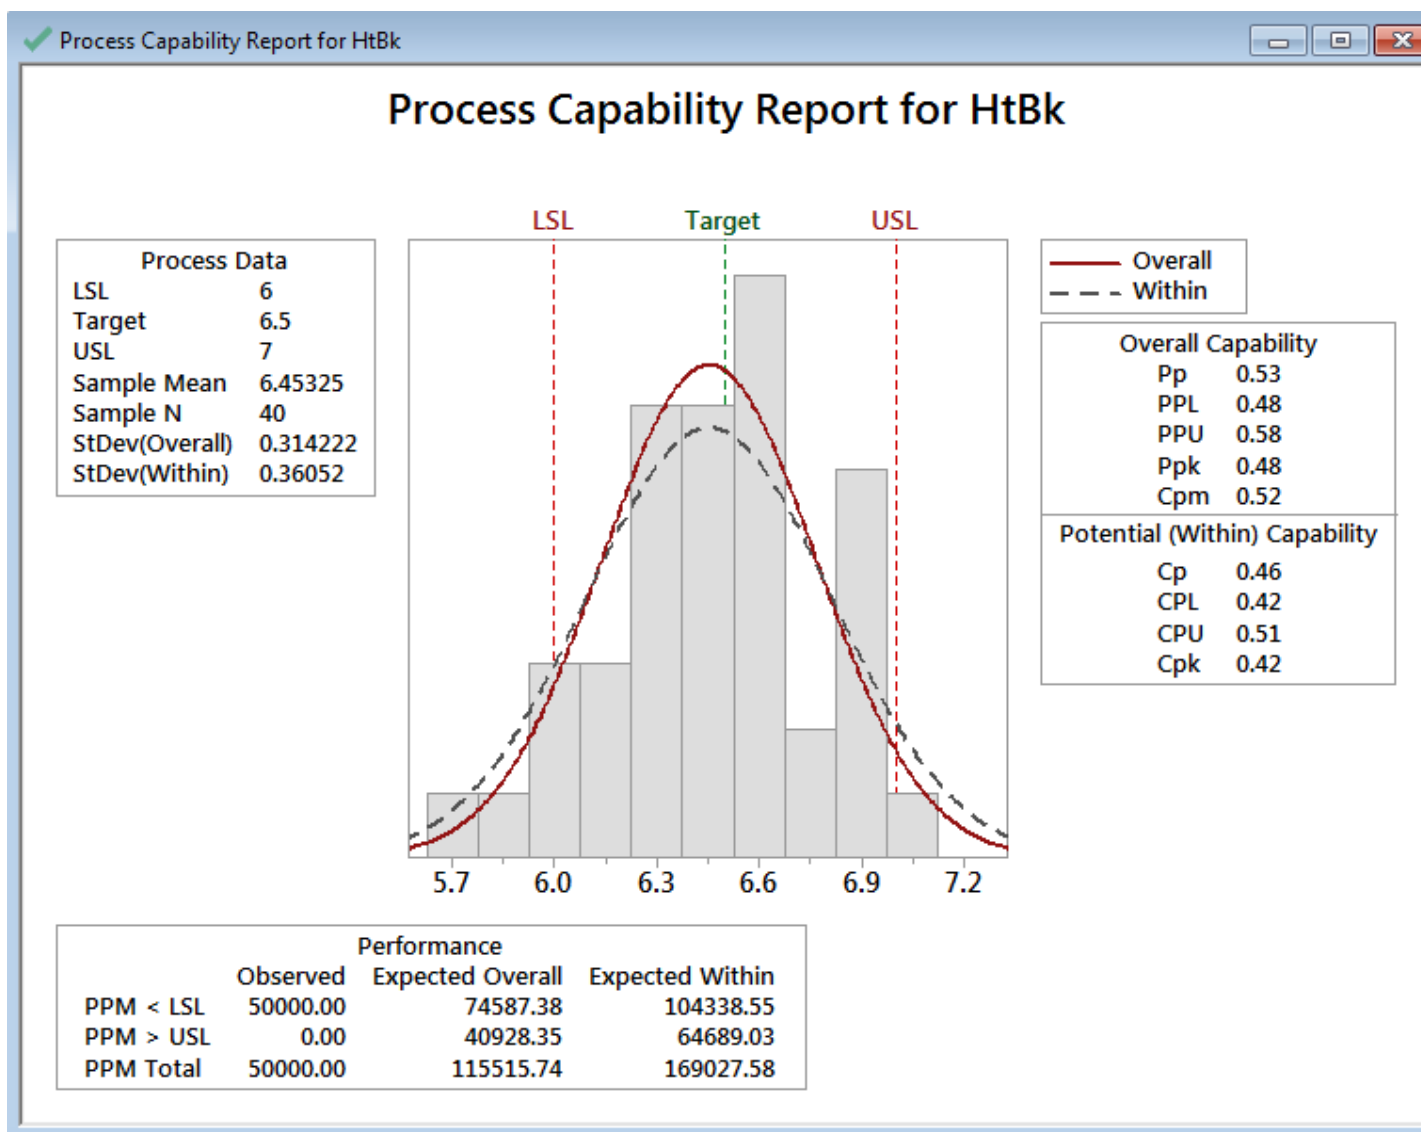 Process Capability Report for HtBk
Process Capability Report for HtBk
LSL Target USL
Process Data
LSL 6
Target 6.5
USL 7
Sample Mean 6.45325
Sample N 40
StDev(Overall) 0.314222
StDev(Within) 0.36052
Overall
Within
Overall Capability
Pp 0.53
PPL 0.48
PPU 0.58
Ppk 0.48
Cpm 0.52
Potential (Within) Capability
Cp 0.46
CPL 0.42
CPU 0.51
Cpk 0.42
5.7 6.0 6.3 6.6 6.9 7.2
Performance
Observed Expected Overall Expected Within
PPM < LSL 50000.00 74587.38 104338.55
PPM > USL 0.00 40928.35 64689.03
PPM Total 50000.00 115515.74 169027.58